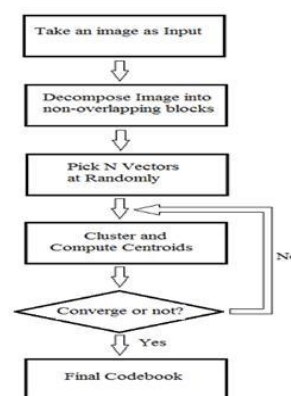 Take an image as Input
Decompose Image into
non-overlapping blocks
Pick N Vectors
at Randomly
Cluster and
Compute Centroids
Converge or not?
Yes
Final Codebook